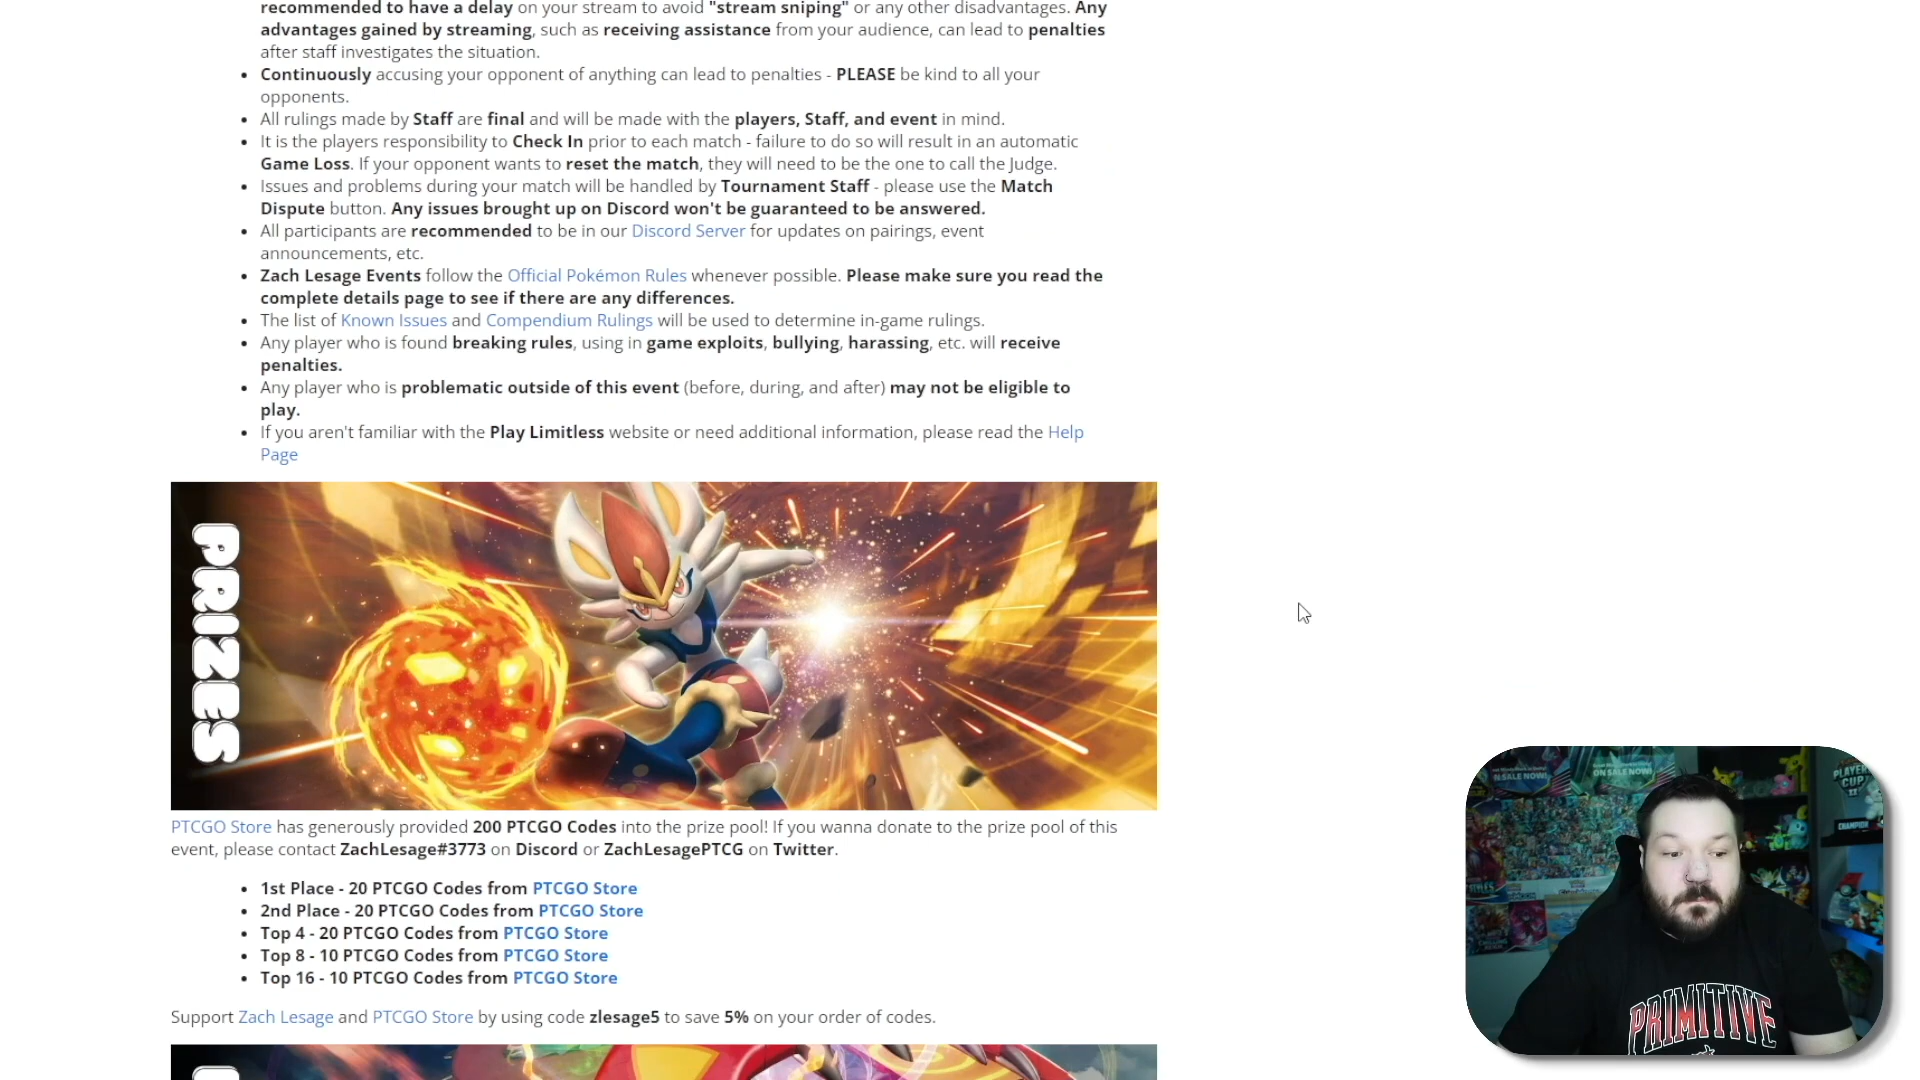 recommended to have a delay on your stream to avoid "stream sniping" or any other disadvantages. Any
advantages gained by streaming, such as receiving assistance from your audience, can lead to penalties
after staff investigates the situation.
• Continuously accusing your opponent of anything can lead to penalties - PLEASE be kind to all your
opponents.
• All rulings made by Staff are final and will be made with the players, Staff, and event in mind.
• It is the players responsibility to Check In prior to each match - failure to do so will result in an automatic
Game Loss. If your opponent wants to reset the match, they will need to be the one to call the Judge.
• Issues and problems during your match will be handled by Tournament Staff - please use the Match
Dispute button. Any issues brought up on Discord won't be guaranteed to be answered.
• All participants are recommended to be in our Discord Server for updates on pairings, event
announcements, etc.
• Zach Lesage Events follow the Official Pokémon Rules whenever possible. Please make sure you read the
complete details page to see if there are any differences.
• The list of Known Issues and Compendium Rulings will be used to determine in-game rulings.
• Any player who is found breaking rules, using in game exploits, bullying, harassing, etc. will receive
penalties.
• Any player who is problematic outside of this event (before, during, and after) may not be eligible to
play.
• If you aren't familiar with the Play Limitless website or need additional information, please read the Help
Page
PRIZES
PTCGO Store has generously provided 200 PTCGO Codes into the prize pool! If you wanna donate to the prize pool of this
event, please contact ZachLesage#3773 on Discord or ZachLesagePTCG on Twitter.
• 1st Place - 20 PTCGO Codes from PTCGO Store
• 2nd Place - 20 PTCGO Codes from PTCGO Store
• Top 4 - 20 PTCGO Codes from PTCGO Store
• Top 8 - 10 PTCGO Codes from PTCGO Store
• Top 16 - 10 PTCGO Codes from PTCGO Store
Support Zach Lesage and PTCGO Store by using code zlesage5 to save 5% on your order of codes.
N SALE NOW!
ON SALE NOW!
PLAYER
CUP
II
CHAMPION
PRIMITIVE